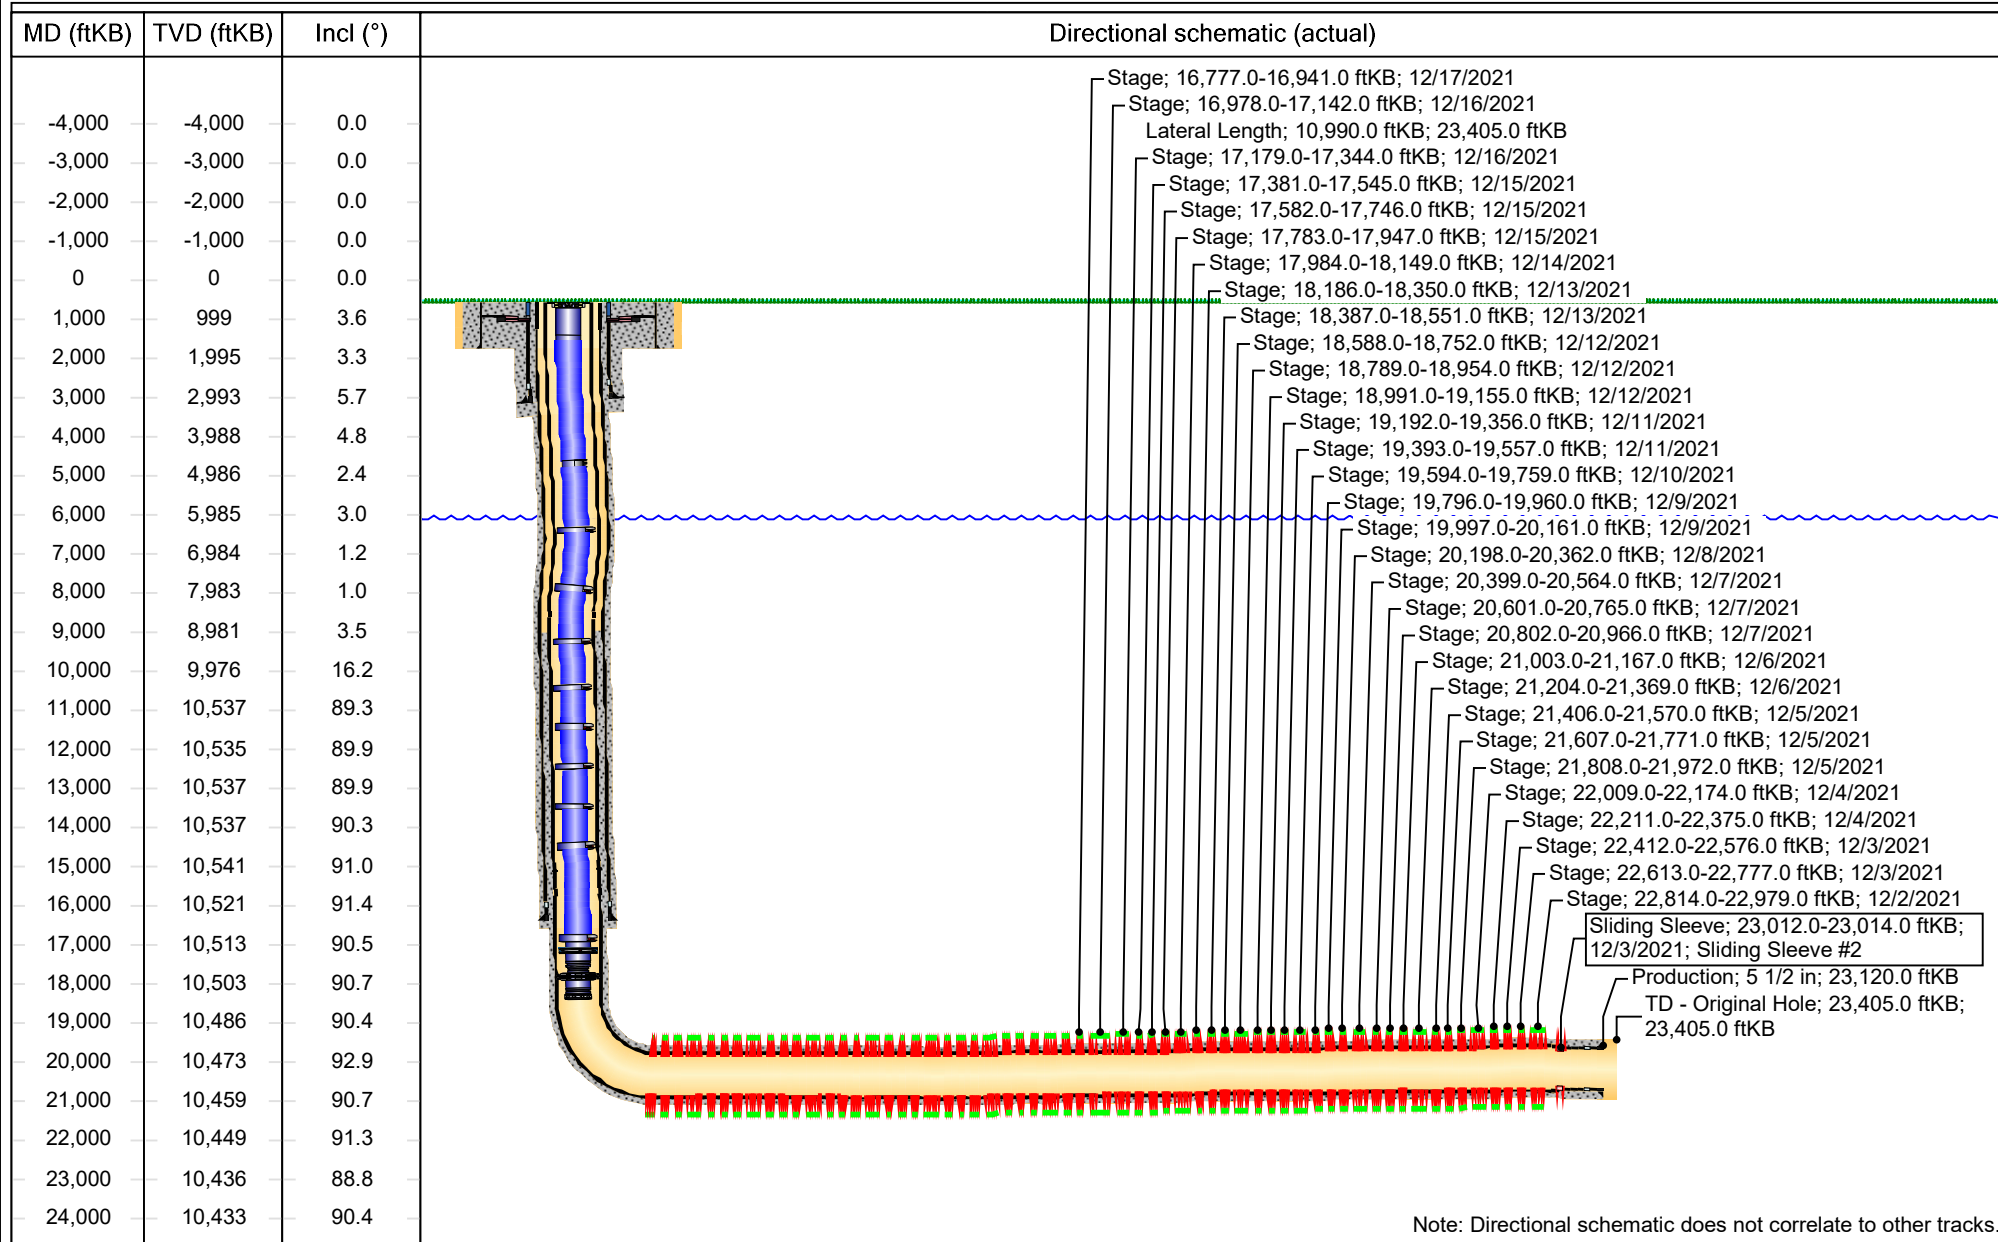 MD (ftKB) TVD (ftKB) Incl (°) Directional schematic (actual)
Stage; 16,777.0-16,941.0 ftKB; 12/17/2021
Stage; 16,978.0-17,142.0 ftKB; 12/16/2021
-4,000 -4,000 0.0
Lateral Length; 10,990.0 ftKB; 23,405.0 ftKB
Stage; 17,179.0-17,344.0 ftKB; 12/16/2021
-3,000 -3,000 0.0
Stage; 17,381.0-17,545.0 ftKB; 12/15/2021
-2,000 -2,000 0.0
Stage; 17,582.0-17,746.0 ftKB; 12/15/2021
Stage; 17,783.0-17,947.0 ftKB; 12/15/2021
-1,000 -1,000 0.0
Stage; 17,984.0-18,149.0 ftKB; 12/14/2021
0 0 0.0
Stage; 18,186.0-18,350.0 ftKB; 12/13/2021
Stage; 18,387.0-18,551.0 ftKB; 12/13/2021
1,000 999 3.6
Stage; 18,588.0-18,752.0 ftKB; 12/12/2021
2,000 1,995 3.3
Stage; 18,789.0-18,954.0 ftKB; 12/12/2021
Stage; 18,991.0-19,155.0 ftKB; 12/12/2021
3,000 2,993 5.7
Stage; 19,192.0-19,356.0 ftKB; 12/11/2021
4,000 3,988 4.8
Stage; 19,393.0-19,557.0 ftKB; 12/11/2021
Stage; 19,594.0-19,759.0 ftKB; 12/10/2021
5,000 4,986 2.4
Stage; 19,796.0-19,960.0 ftKB; 12/9/2021
6,000 5,985 3.0
Stage; 19,997.0-20,161.0 ftKB; 12/9/2021
Stage; 20,198.0-20,362.0 ftKB; 12/8/2021
7,000 6,984 1.2
Stage; 20,399.0-20,564.0 ftKB; 12/7/2021
8,000 7,983 1.0
Stage; 20,601.0-20,765.0 ftKB; 12/7/2021
Stage; 20,802.0-20,966.0 ftKB; 12/7/2021
9,000 8,981 3.5
Stage; 21,003.0-21,167.0 ftKB; 12/6/2021
10,000 9,976 16.2
Stage; 21,204.0-21,369.0 ftKB; 12/6/2021
11,000 10,537 89.3
Stage; 21,406.0-21,570.0 ftKB; 12/5/2021
Stage; 21,607.0-21,771.0 ftKB; 12/5/2021
12,000 10,535 89.9
Stage; 21,808.0-21,972.0 ftKB; 12/5/2021
13,000 10,537 89.9
Stage; 22,009.0-22,174.0 ftKB; 12/4/2021
Stage; 22,211.0-22,375.0 ftKB; 12/4/2021
14,000 10,537 90.3
Stage; 22,412.0-22,576.0 ftKB; 12/3/2021
15,000 10,541 91.0
Stage; 22,613.0-22,777.0 ftKB; 12/3/2021
Stage; 22,814.0-22,979.0 ftKB; 12/2/2021
16,000 10,521 91.4
Sliding Sleeve; 23,012.0-23,014.0 ftKB;
12/3/2021; Sliding Sleeve #2
17,000 10,513 90.5
Production; 5 1/2 in; 23,120.0 ftKB
18,000 10,503 90.7
TD - Original Hole; 23,405.0 ftKB;
23,405.0 ftKB
19,000 10,486 90.4
20,000 10,473 92.9
21,000 10,459 90.7
22,000 10,449 91.3
23,000 10,436 88.8
24,000 10,433 90.4
Note: Directional schematic does not correlate to other tracks.